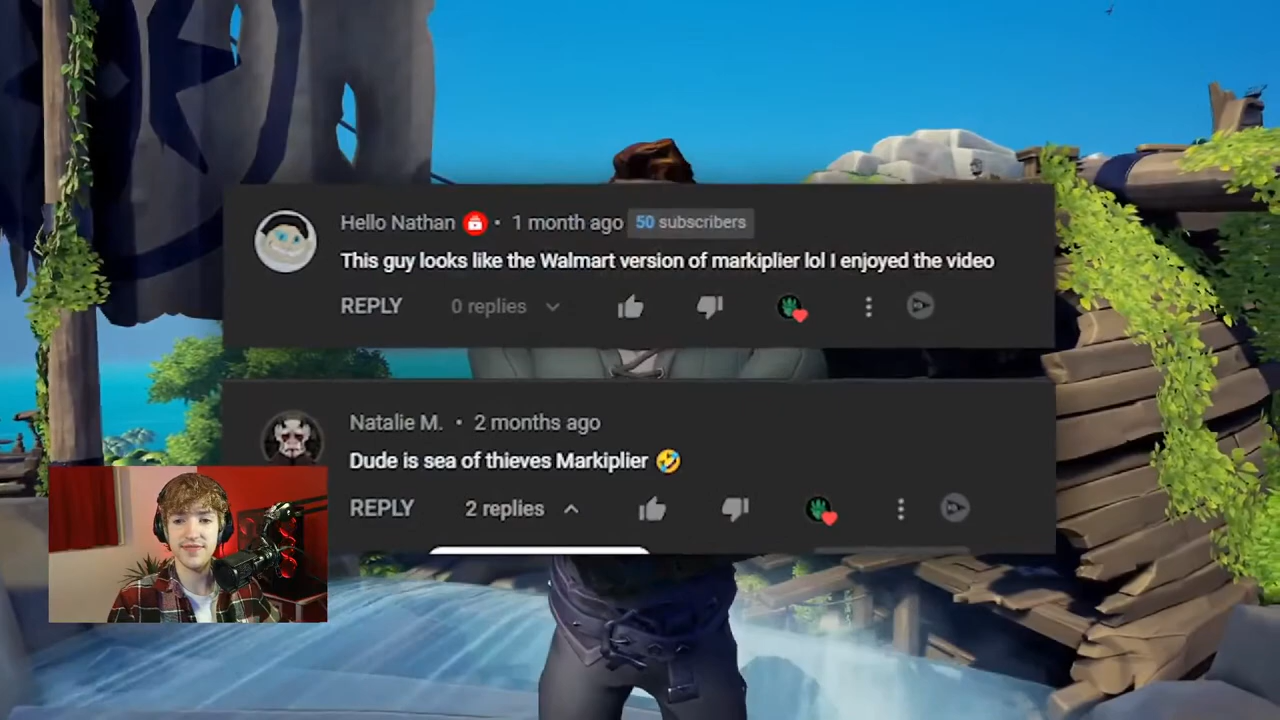 Hello Nathan • 1 month ago 50 subscribers
This guy looks like the Walmart version of markiplier lol I enjoyed the video
REPLY 0 replies
Natalie M. • 2 months ago
Dude is sea of thieves Markiplier 🤣
REPLY 2 replies